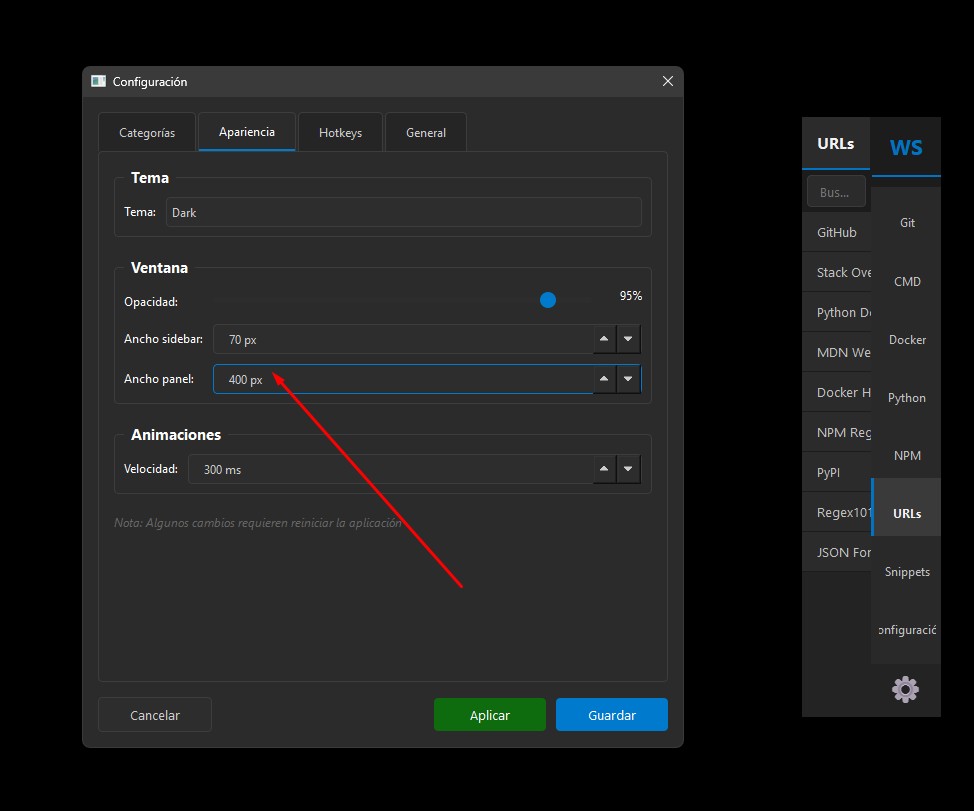 Configuración
Categorías
Apariencia
Hotkeys
General
Tema
Tema:
Dark
Ventana
Opacidad:
95%
Ancho sidebar:
70 px
Ancho panel:
400 px
Animaciones
Velocidad:
300 ms
Nota: Algunos cambios requieren reiniciar la aplicación
Cancelar
Aplicar
Guardar
URLs
Bus...
GitHub
Stack Ove
Python De
MDN We
Docker H
NPM Reg
PyPI
Regex101
JSON For
WS
Git
CMD
Docker
Python
NPM
URLs
Snippets
onfiguració